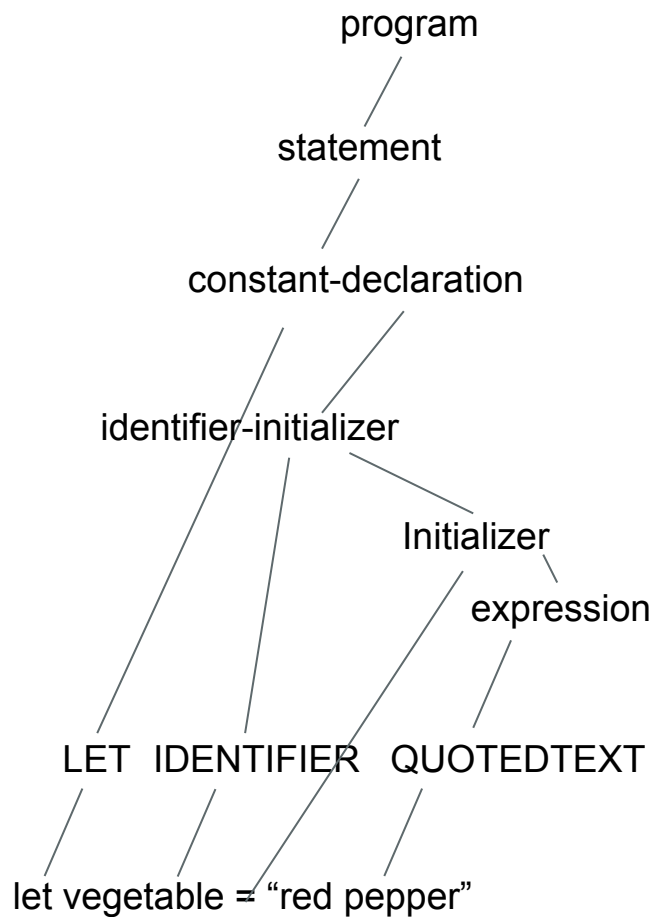 program
statement
constant-declaration
identifier-initializer
Initializer
expression
LET IDENTIFIER QUOTEDTEXT
let vegetable = “red pepper”